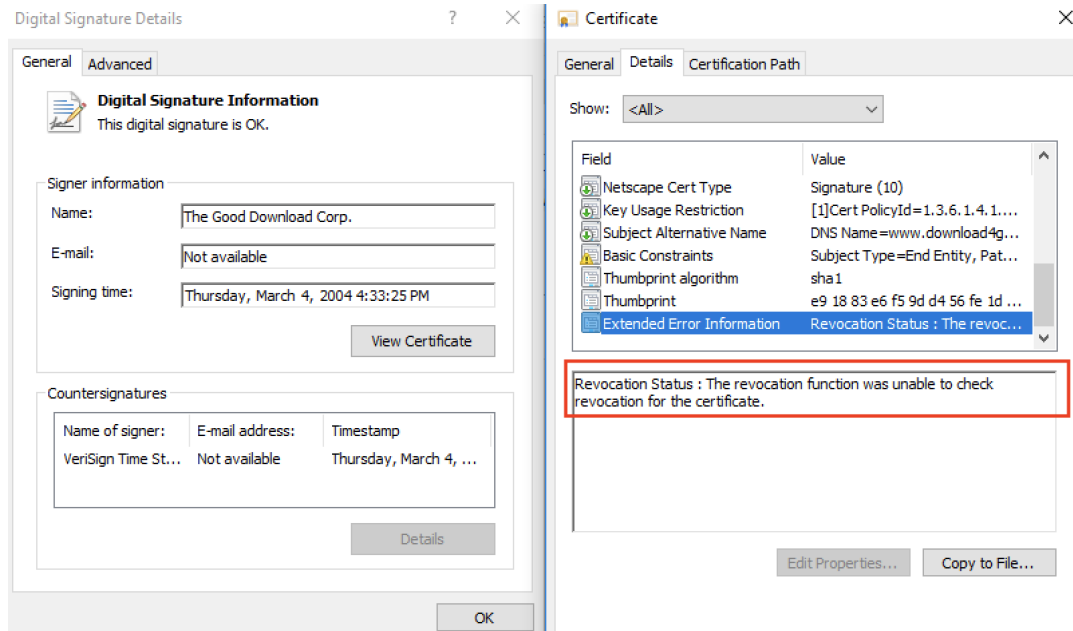 Digital Signature Details
?
General
Advanced
Digital Signature Information
This digital signature is OK.
Signer information
Name:
The Good Download Corp.
E-mail:
Not available
Signing time:
Thursday, March 4, 2004 4:33:25 PM
View Certificate
Countersignatures
Name of signer: E-mail address: Timestamp
VeriSign Time St... Not available Thursday, March 4, ...
Details
OK
Certificate
General
Details
Certification Path
Show:
<All>
Field Value
Netscape Cert Type Signature (10)
Key Usage Restriction [1]Cert PolicyId=1.3.6.1.4.1....
Subject Alternative Name DNS Name=www.download4g...
Basic Constraints Subject Type=End Entity, Pat...
Thumbprint algorithm sha1
Thumbprint e9 18 83 e6 f5 9d d4 56 fe 1d ...
Extended Error Information Revocation Status : The revoc...
Revocation Status : The revocation function was unable to check
revocation for the certificate.
Edit Properties...
Copy to File...